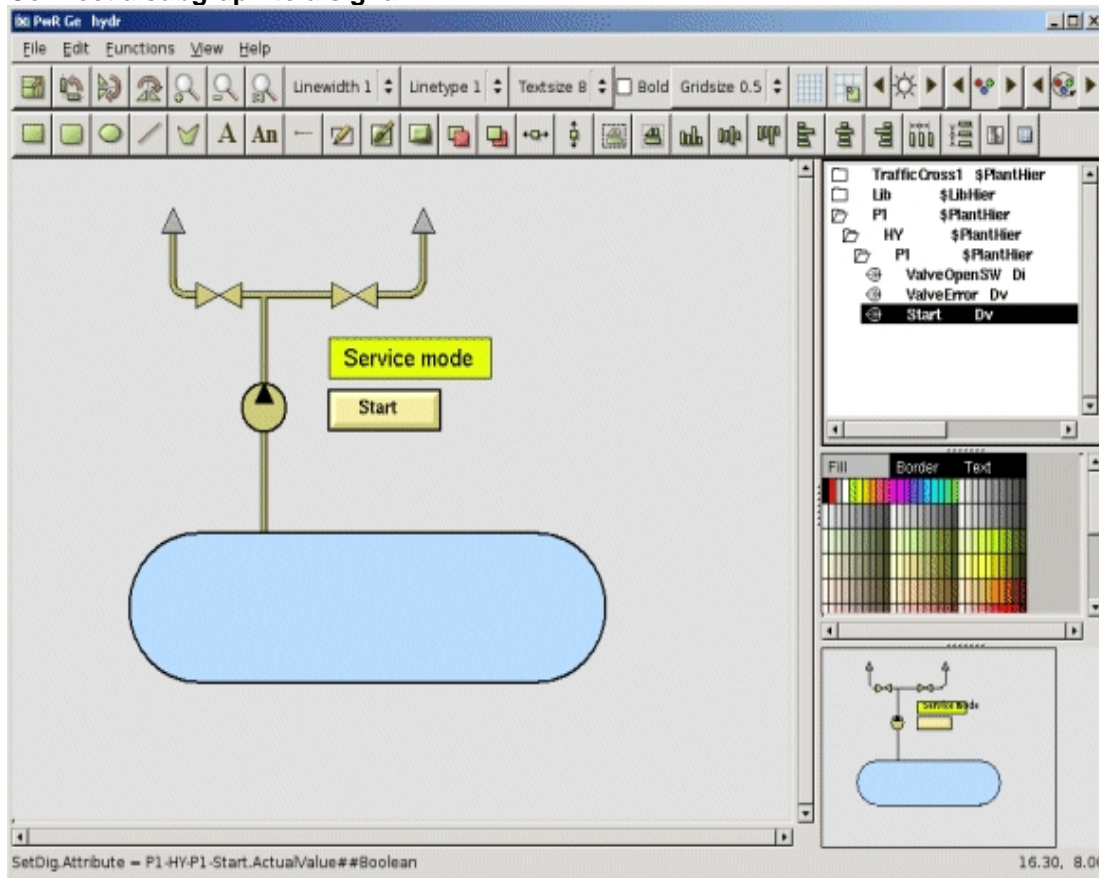 PwR Ge hydr
File Edit Functions View Help
Linewidth 1 Linetype 1 Textsize 8 Bold Gridsize 0.5
A An
TrafficCross1 $PlantHier
Lib $LibHier
P1 $PlantHier
HY $PlantHier
P1 $PlantHier
ValveOpenSW Di
ValveError Dv
Start Dv
Service mode
Start
Fill Border Text
Service mode
SetDig.Attribute = P1-HY-P1-Start.ActualValue##Boolean
16.30, 8.00